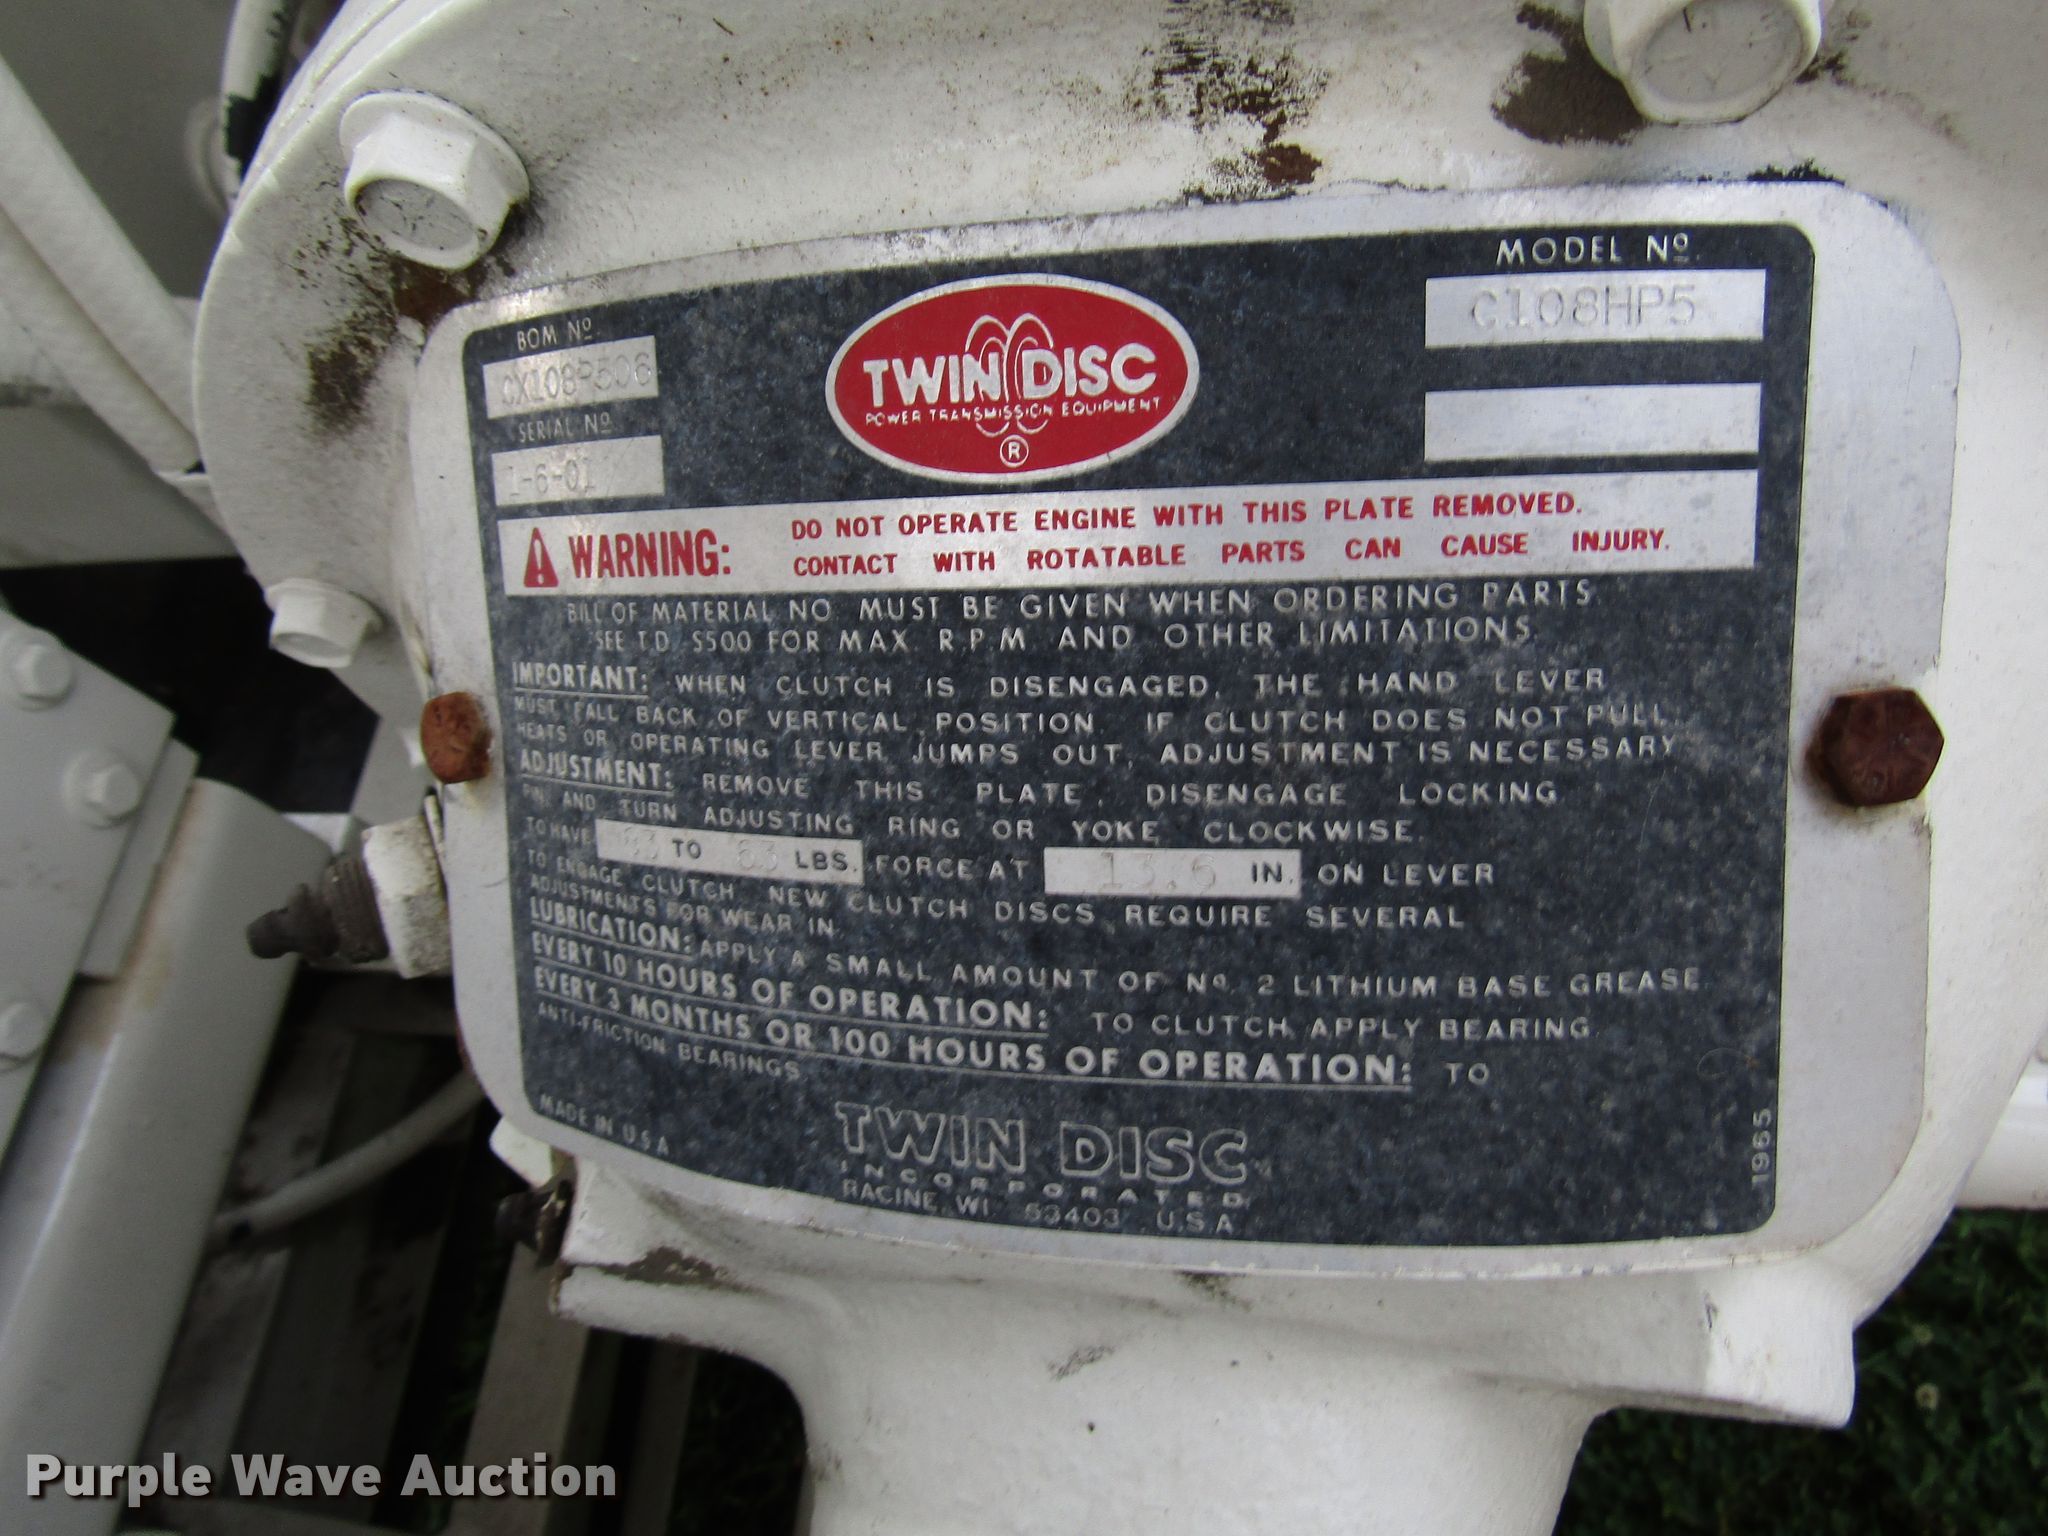 BOM Nº
CX108P506
SERIAL Nº
1-6-01
TWIN DISC
POWER TRANSMISSION EQUIPMENT
®
MODEL Nº
C108HP5
WARNING: DO NOT OPERATE ENGINE WITH THIS PLATE REMOVED.
CONTACT WITH ROTATABLE PARTS CAN CAUSE INJURY.
BILL OF MATERIAL NO MUST BE GIVEN WHEN ORDERING PARTS
SEE T.D. S500 FOR MAX R.P.M AND OTHER LIMITATIONS
IMPORTANT: WHEN CLUTCH IS DISENGAGED, THE HAND LEVER
MUST FALL BACK OF VERTICAL POSITION. IF CLUTCH DOES NOT PULL,
HEATS OR OPERATING LEVER JUMPS OUT, ADJUSTMENT IS NECESSARY
ADJUSTMENT: REMOVE THIS PLATE, DISENGAGE LOCKING
PIN, AND TURN ADJUSTING RING OR YOKE CLOCKWISE.
TO HAVE TO 63 LBS. FORCE AT 13.5 IN. ON LEVER
TO ENGAGE CLUTCH. NEW CLUTCH DISCS REQUIRE SEVERAL
ADJUSTMENTS FOR WEAR IN.
LUBRICATION: APPLY A SMALL AMOUNT OF No. 2 LITHIUM BASE GREASE
EVERY 10 HOURS OF OPERATION: TO CLUTCH APPLY BEARING
EVERY 3 MONTHS OR 100 HOURS OF OPERATION: TO
ANTI-FRICTION BEARINGS
MADE IN U.S.A.
TWIN DISC
INCORPORATED
RACINE, WI. 53403 U.S.A
1965
Purple Wave Auction